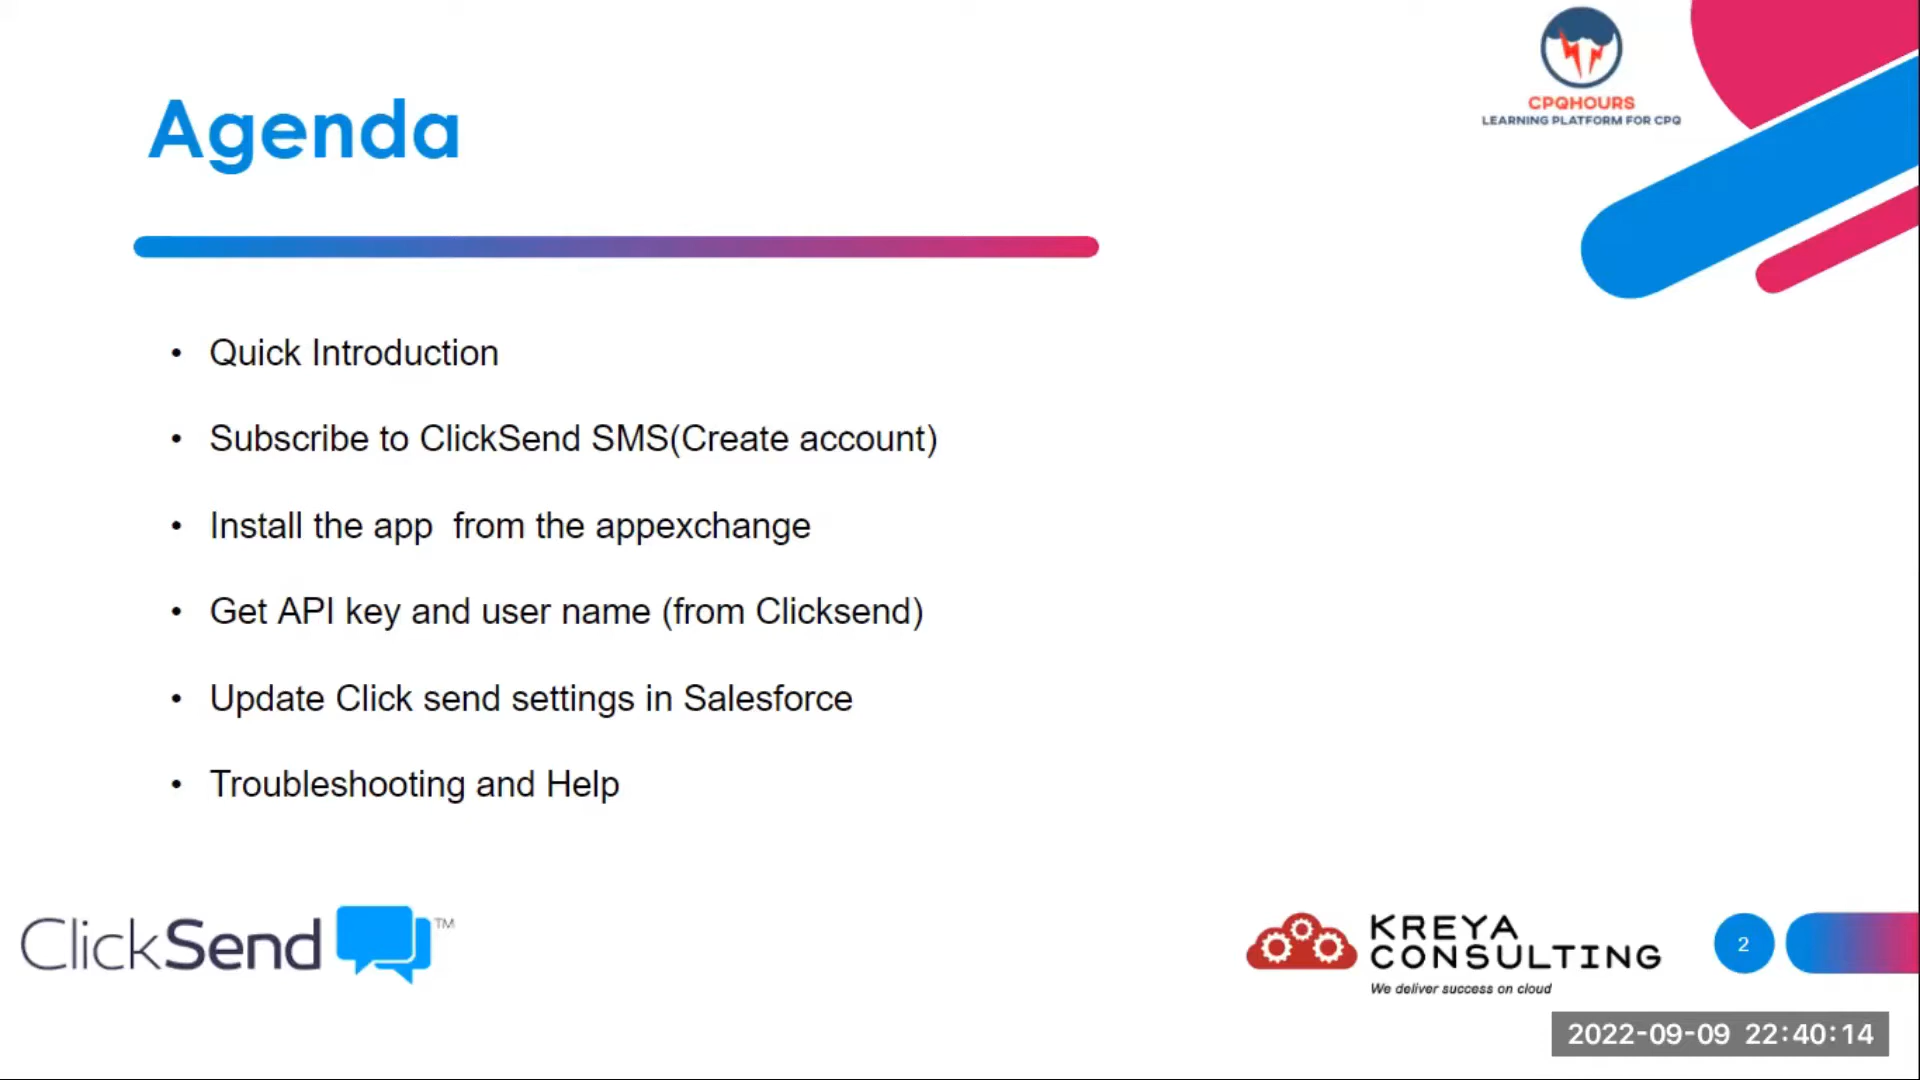 CPQHOURS
LEARNING PLATFORM FOR CPQ
Agenda
• Quick Introduction
• Subscribe to ClickSend SMS(Create account)
• Install the app  from the appexchange
• Get API key and user name (from Clicksend)
• Update Click send settings in Salesforce
• Troubleshooting and Help
ClickSend TM
KREYA
CONSULTING
We deliver success on cloud
2
2022-09-09 22:40:14